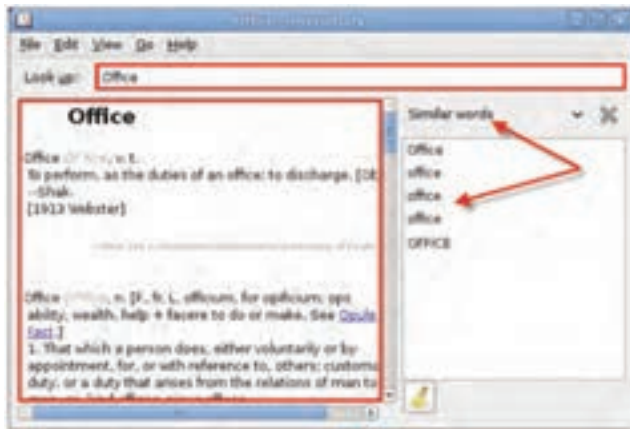 File Edit View Go Help
Look up: Office
Office
Office v. t.
To perform, as the duties of an office; to discharge.
--Shak.
[1913 Webster]
Office n. [F., fr. L. officium, for opificium; ops
ability, wealth, help + facere to do or make. See Opule
Fact.]
1. That which a person does, either voluntarily or by
appointment, for, or with reference to, others; customa
duty, or a duty that arises from the relations of man to
Similar words
Office
office
office
office
OFFICE